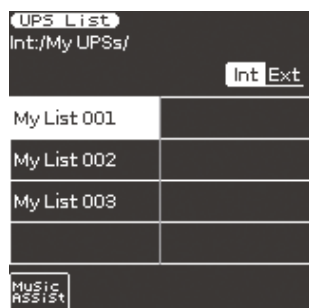 UPS List
Int:/My UPSs/
Int Ext
My List 001
My List 002
My List 003
Music
Assist